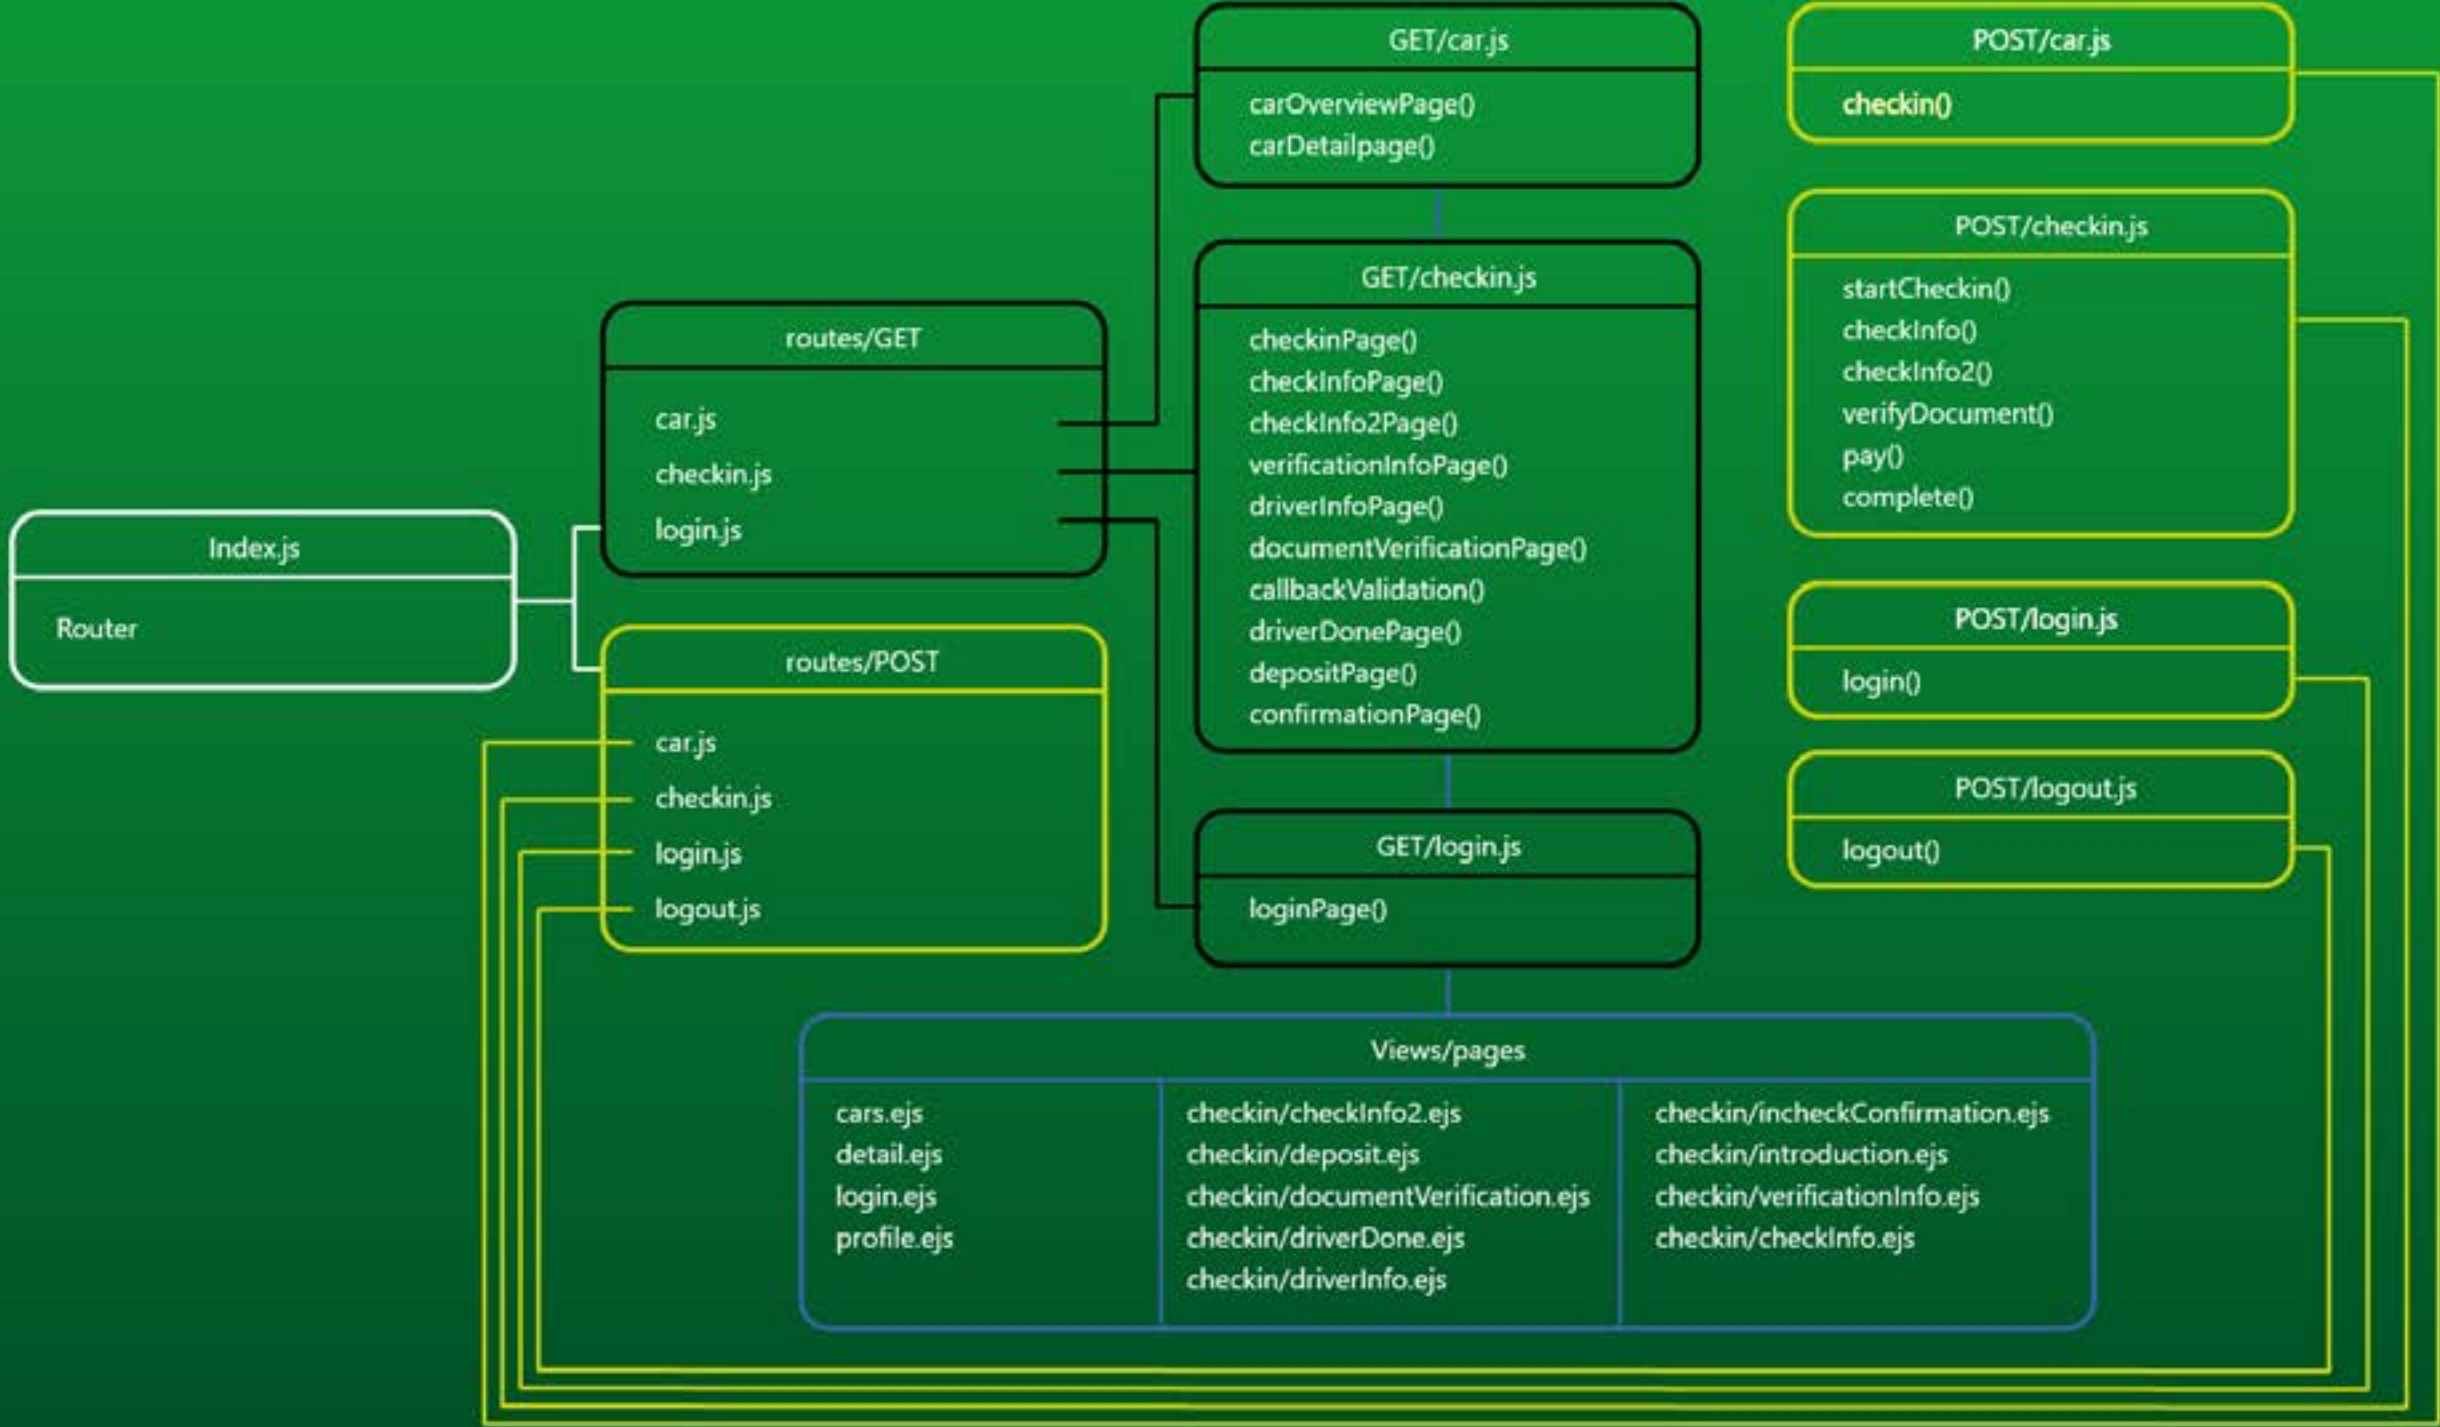 Index.js
Router
routes/GET
car.js
checkin.js
login.js
routes/POST
car.js
checkin.js
login.js
logout.js
GET/car.js
carOverviewPage()
carDetailpage()
GET/checkin.js
checkinPage()
checkInfoPage()
checkInfo2Page()
verificationInfoPage()
driverInfoPage()
documentVerificationPage()
callbackValidation()
driverDonePage()
depositPage()
confirmationPage()
GET/login.js
loginPage()
POST/car.js
checkin()
POST/checkin.js
startCheckin()
checkInfo()
checkInfo2()
verifyDocument()
pay()
complete()
POST/login.js
login()
POST/logout.js
logout()
Views/pages
cars.ejs
detail.ejs
login.ejs
profile.ejs
checkin/checkInfo2.ejs
checkin/deposit.ejs
checkin/documentVerification.ejs
checkin/driverDone.ejs
checkin/driverInfo.ejs
checkin/incheckConfirmation.ejs
checkin/introduction.ejs
checkin/verificationInfo.ejs
checkin/checkInfo.ejs